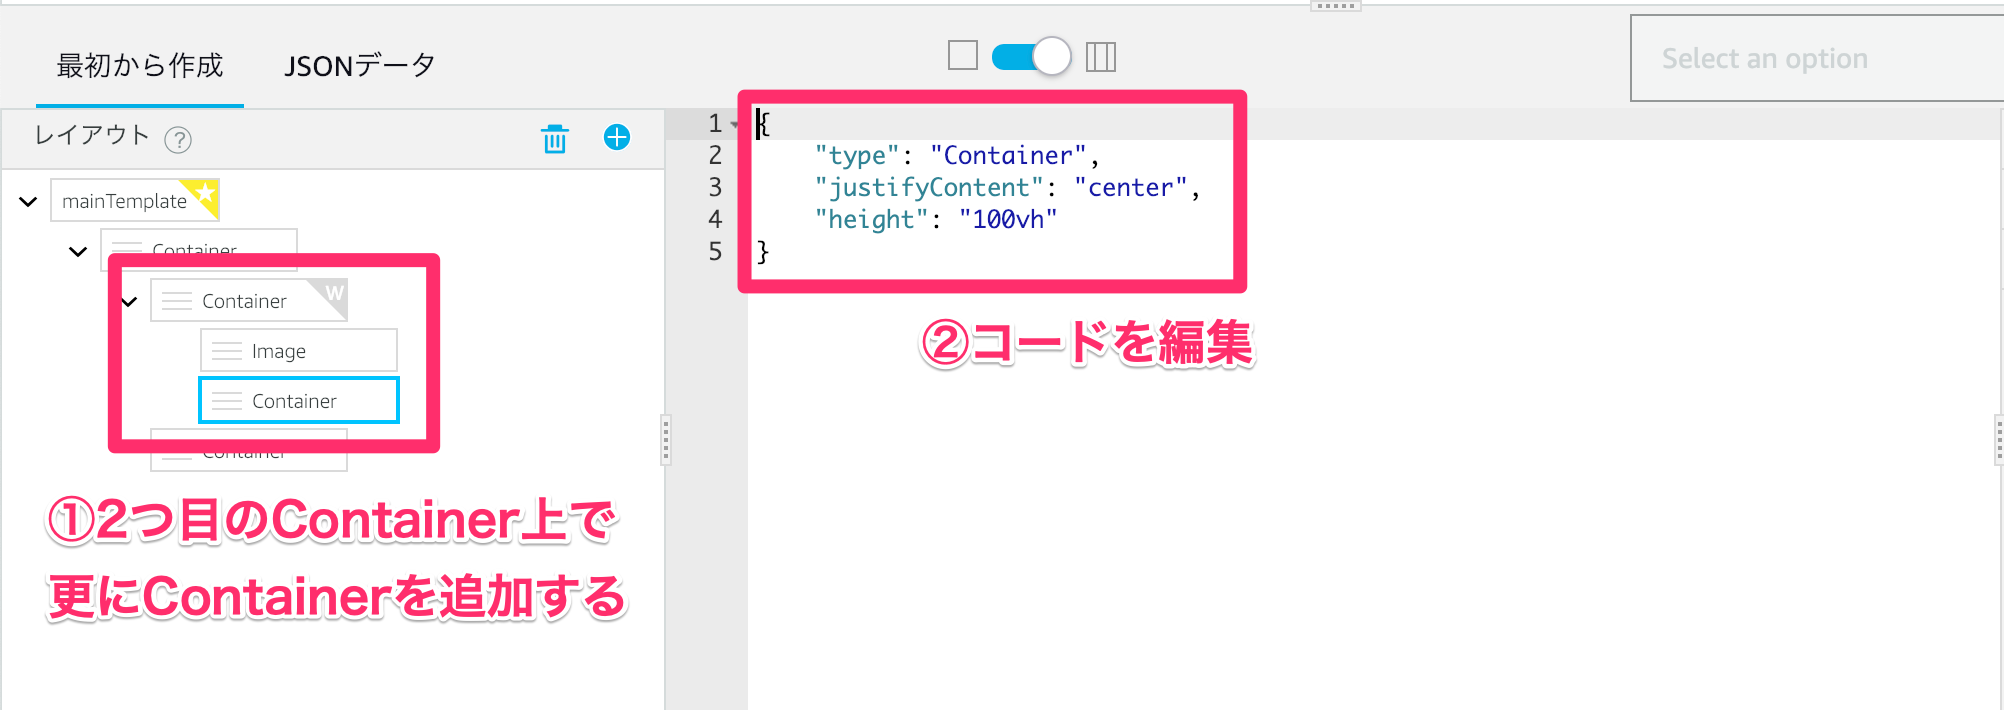 最初から作成
JSONデータ
Select an option
レイアウト ?
mainTemplate
Container
Container W
Image
Container
Container
①2つ目のContainer上で
更にContainerを追加する
1 {
2 "type": "Container",
3 "justifyContent": "center",
4 "height": "100vh"
5 }
②コードを編集